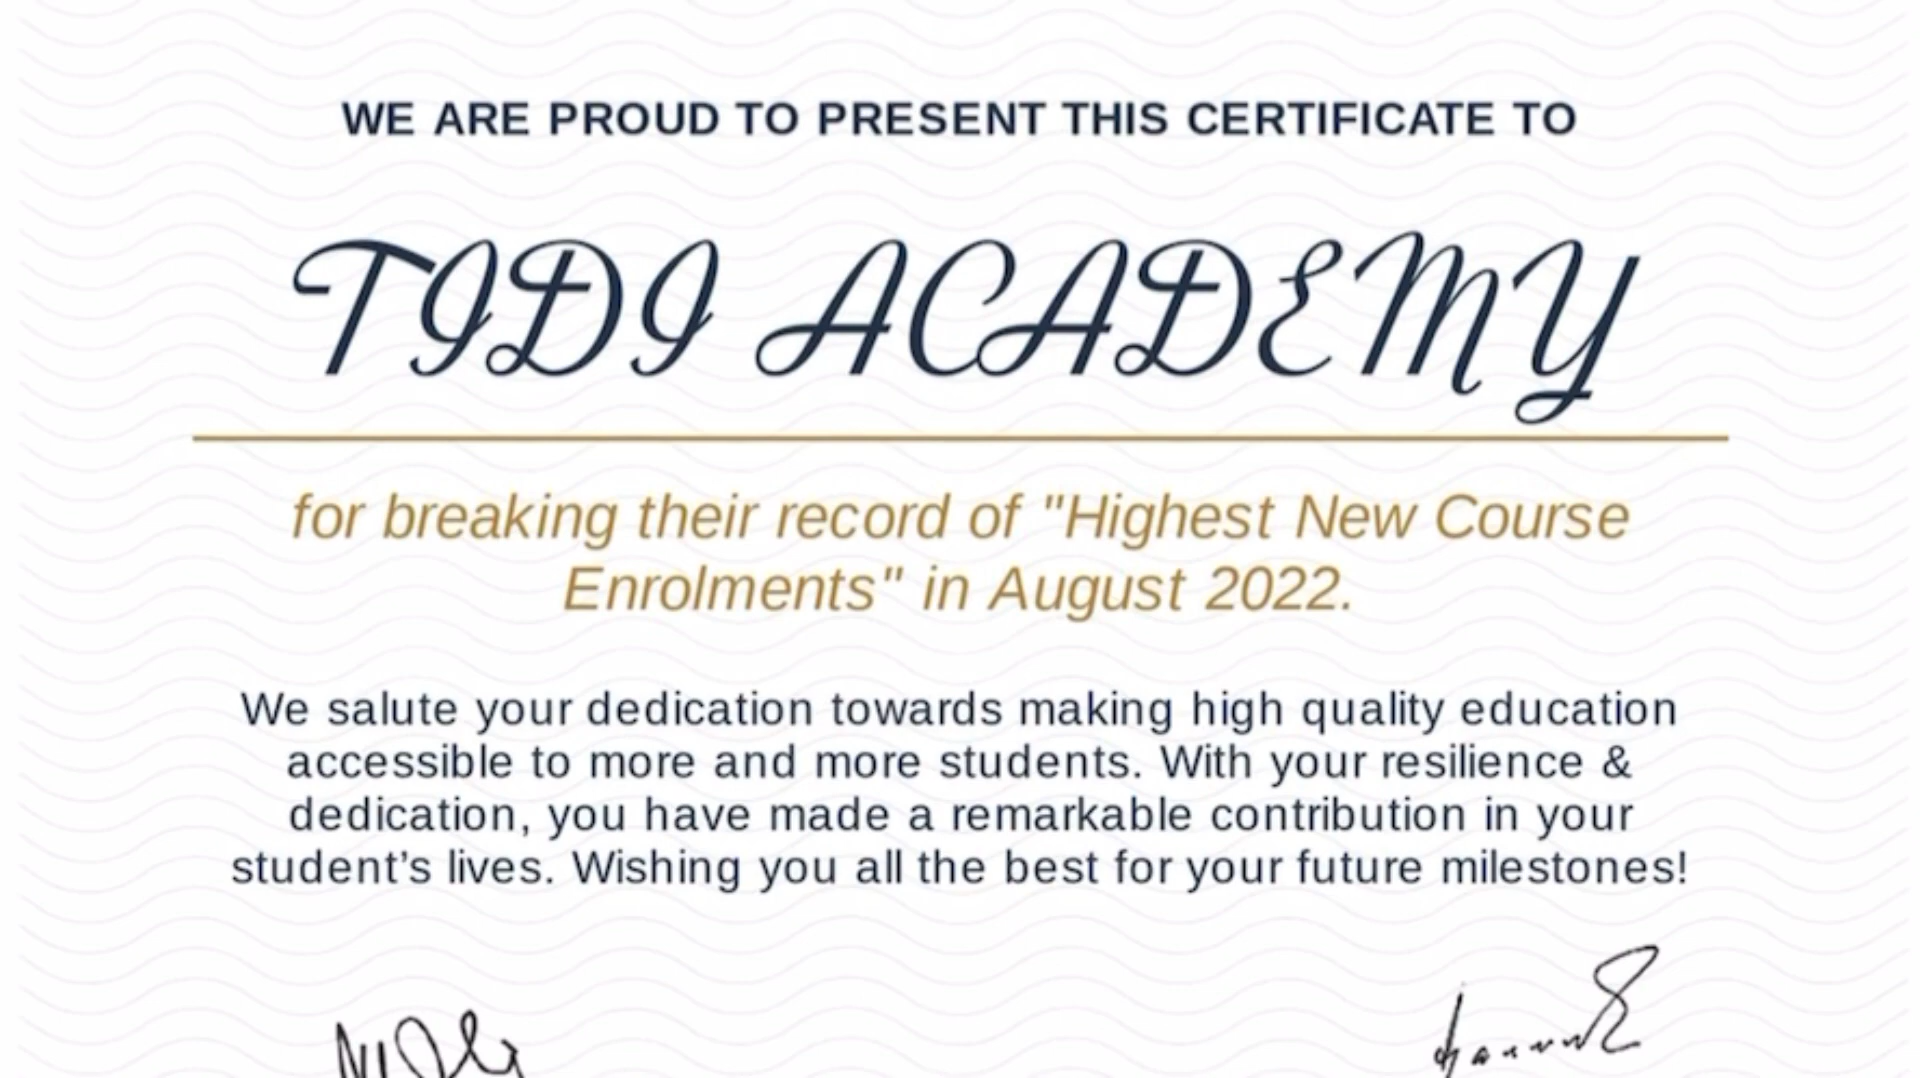 WE ARE PROUD TO PRESENT THIS CERTIFICATE TO
TIDI ACADEMY
for breaking their record of "Highest New Course
Enrolments" in August 2022.
We salute your dedication towards making high quality education
accessible to more and more students. With your resilience &
dedication, you have made a remarkable contribution in your
student’s lives. Wishing you all the best for your future milestones!